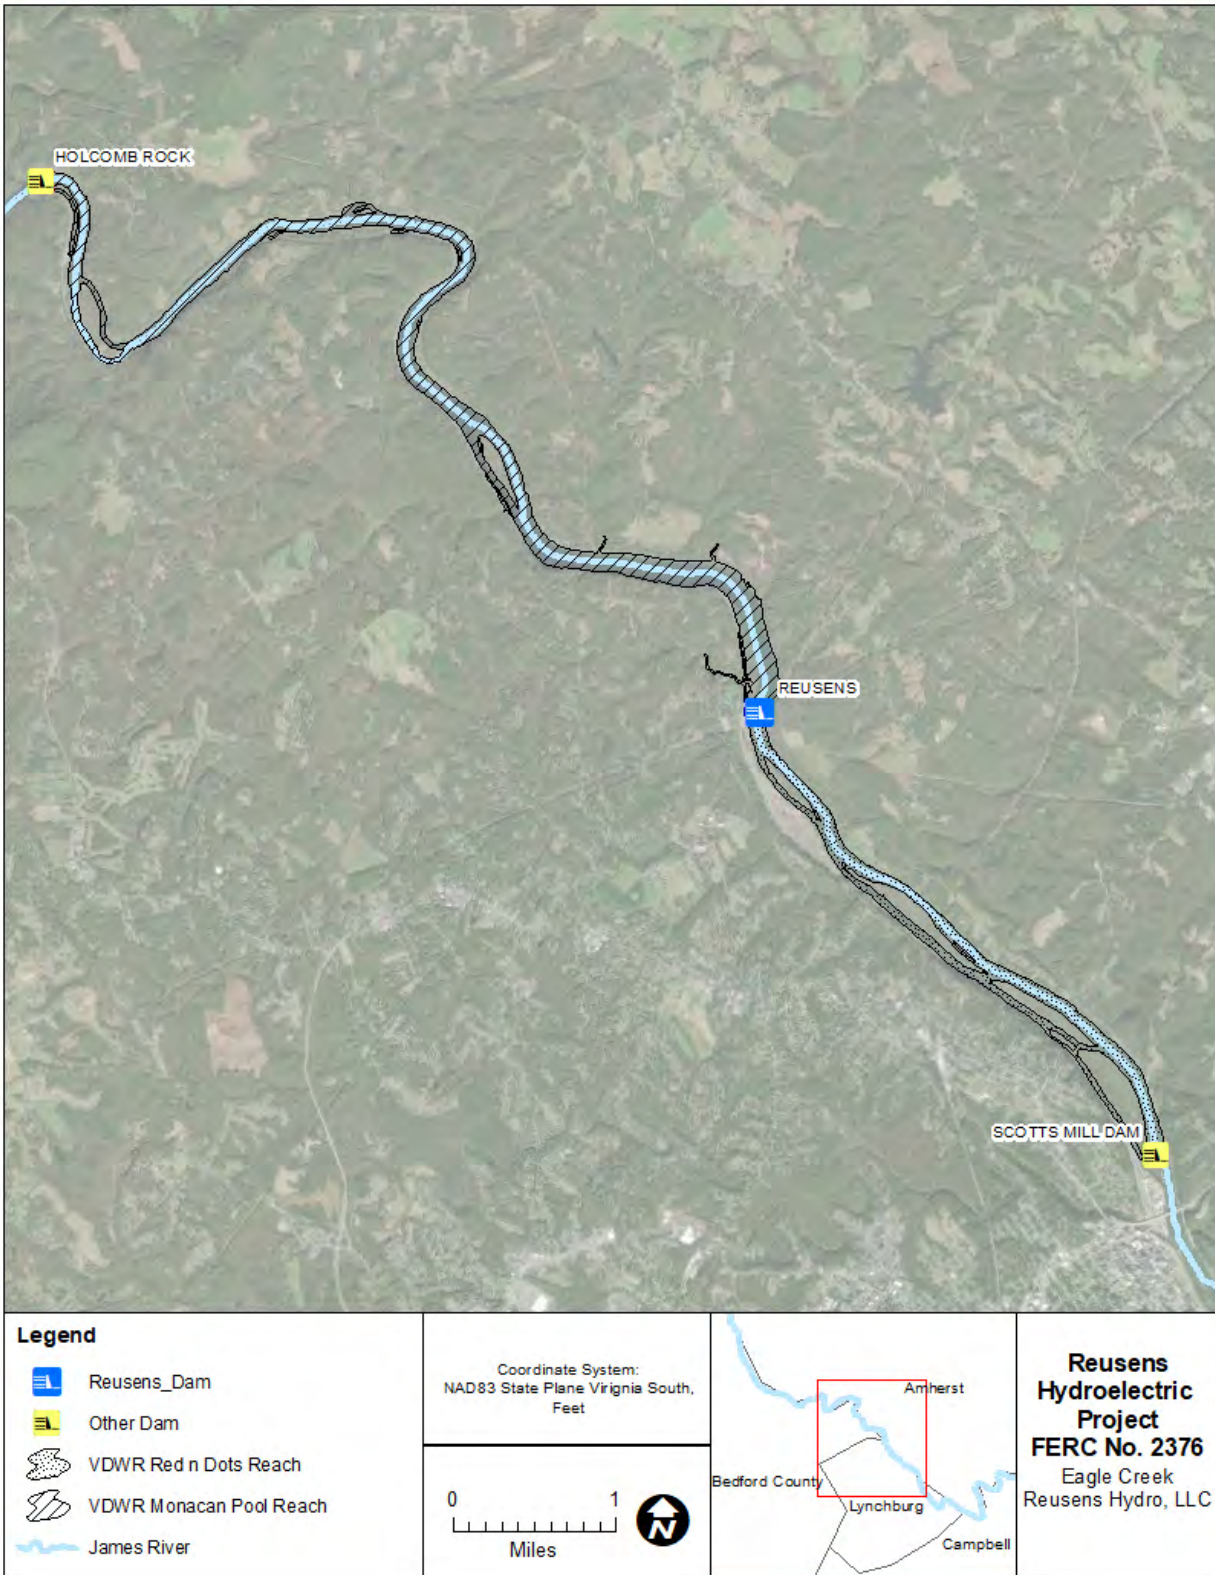 HOLCOMB ROCK
REUSENS
SCOTTS MILL DAM
Legend
Reusens_Dam
Other Dam
VDWR Red n Dots Reach
VDWR Monacan Pool Reach
James River
Coordinate System:
NAD83 State Plane Virignia South,
Feet
0 1
Miles
N
Amherst
Bedford County
Lynchburg
Campbell
Reusens
Hydroelectric
Project
FERC No. 2376
Eagle Creek
Reusens Hydro, LLC